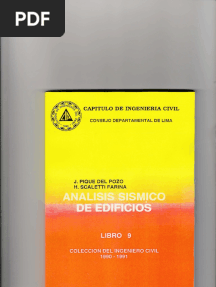 PDF
CAPITULO DE INGENIERIA CIVIL
CONSEJO DEPARTAMENTAL DE LIMA
J. PIQUE DEL POZO
H. SCALETTI FARINA
ANALISIS SISMICO
DE EDIFICIOS
LIBRO 9
COLECCION DEL INGENIERO CIVIL
1990 - 1991